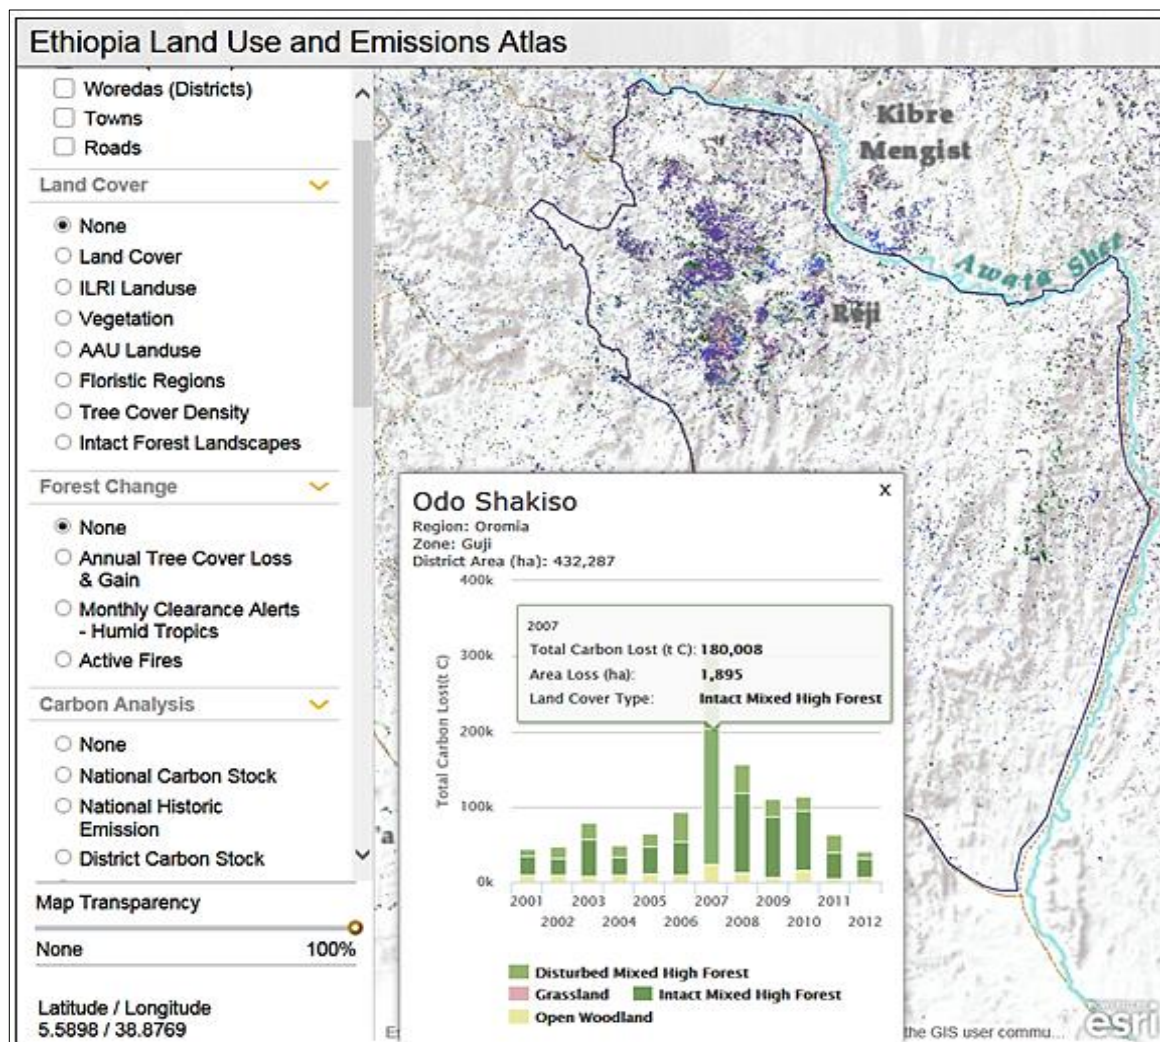 Ethiopia Land Use and Emissions Atlas
Woredas (Districts)
Towns
Roads
Land Cover
None
Land Cover
ILRI Landuse
Vegetation
AAU Landuse
Floristic Regions
Tree Cover Density
Intact Forest Landscapes
Forest Change
None
Annual Tree Cover Loss
& Gain
Monthly Clearance Alerts
- Humid Tropics
Active Fires
Carbon Analysis
None
National Carbon Stock
National Historic
Emission
District Carbon Stock
Map Transparency
None 100%
Latitude / Longitude
5.5898 / 38.8769
Kibre
Mengist
Awata Shet
Reji
Odo Shakiso
x
Region: Oromia
Zone: Guji
District Area (ha): 432,287
Total Carbon Lost(t C)
400k
300k
200k
100k
0k
2007
Total Carbon Lost (t C): 180,008
Area Loss (ha): 1,895
Land Cover Type: Intact Mixed High Forest
2001 2003 2005 2007 2009 2011
2002 2004 2006 2008 2010 2012
Disturbed Mixed High Forest
Grassland Intact Mixed High Forest
Open Woodland
the GIS user commu...
esri